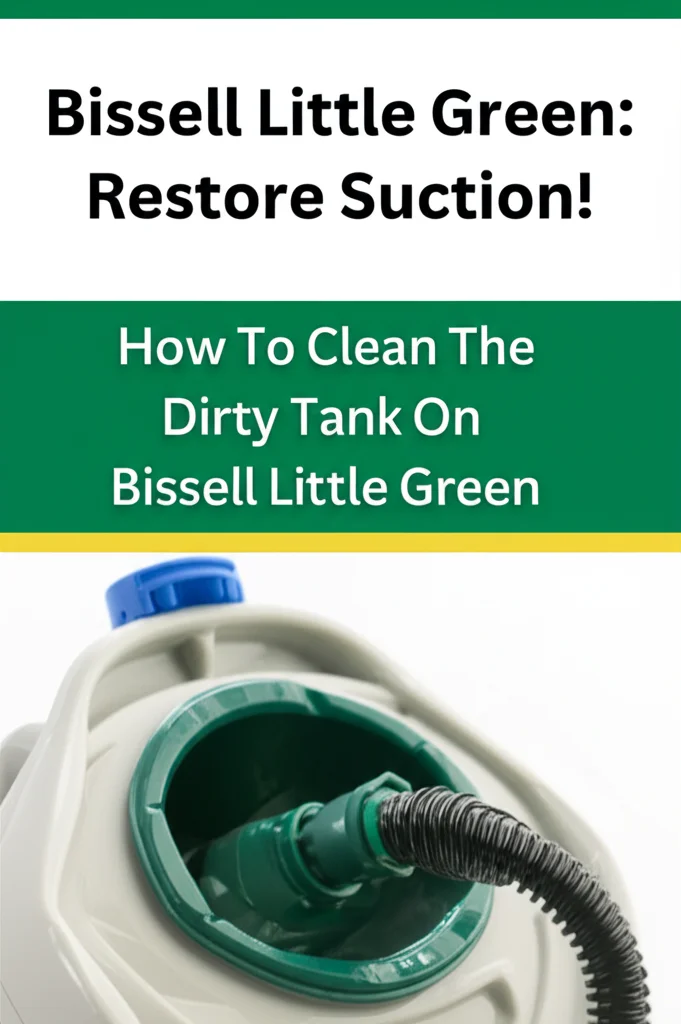 Bissell Little Green:
Restore Suction!
How To Clean The
Dirty Tank On
Bissell Little Green